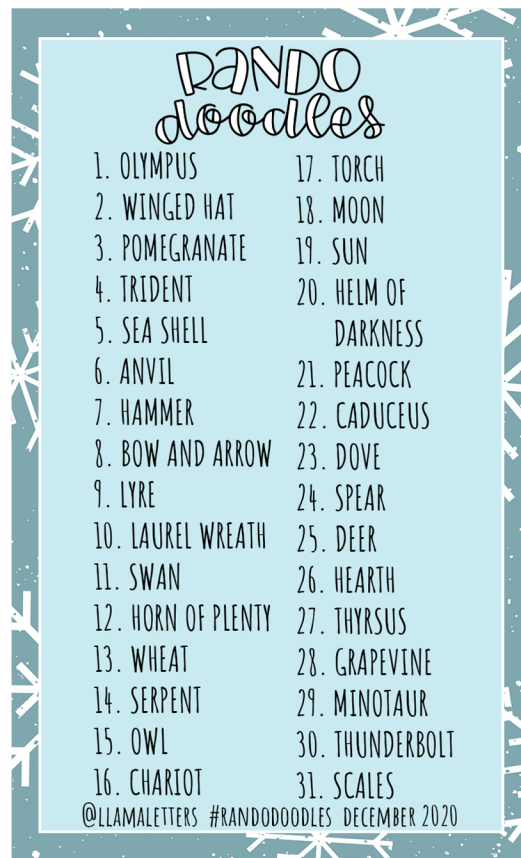 RANDO
doodles
1. OLYMPUS
2. WINGED HAT
3. POMEGRANATE
4. TRIDENT
5. SEA SHELL
6. ANVIL
7. HAMMER
8. BOW AND ARROW
9. LYRE
10. LAUREL WREATH
11. SWAN
12. HORN OF PLENTY
13. WHEAT
14. SERPENT
15. OWL
16. CHARIOT
17. TORCH
18. MOON
19. SUN
20. HELM OF
DARKNESS
21. PEACOCK
22. CADUCEUS
23. DOVE
24. SPEAR
25. DEER
26. HEARTH
27. THYRSUS
28. GRAPEVINE
29. MINOTAUR
30. THUNDERBOLT
31. SCALES
@LLAMALETTERS #RANDODOODLES DECEMBER 2020